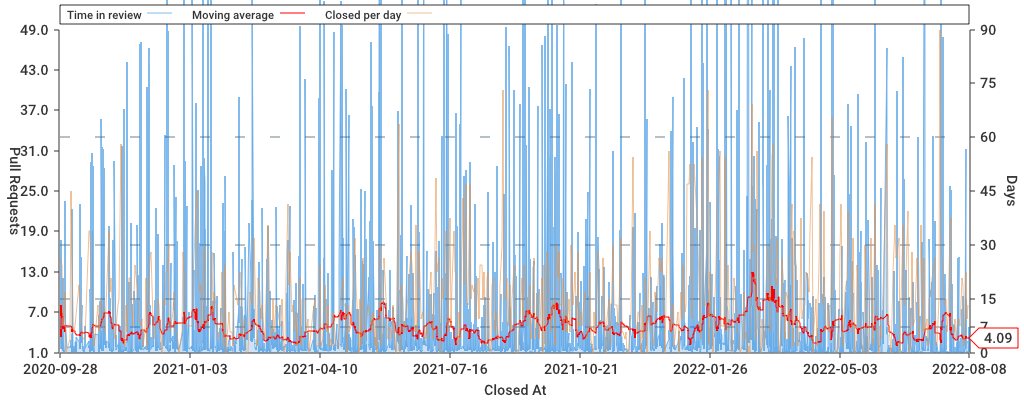 Time in review Moving average Closed per day
49.0 90
43.0 75
37.0 60
31.0
25.0 45
19.0 30
13.0 15
7.0 7
4.09
1.0 0
Pull Requests
Days
2020-09-28 2021-01-03 2021-04-10 2021-07-16 2021-10-21 2022-01-26 2022-05-03 2022-08-08
Closed At